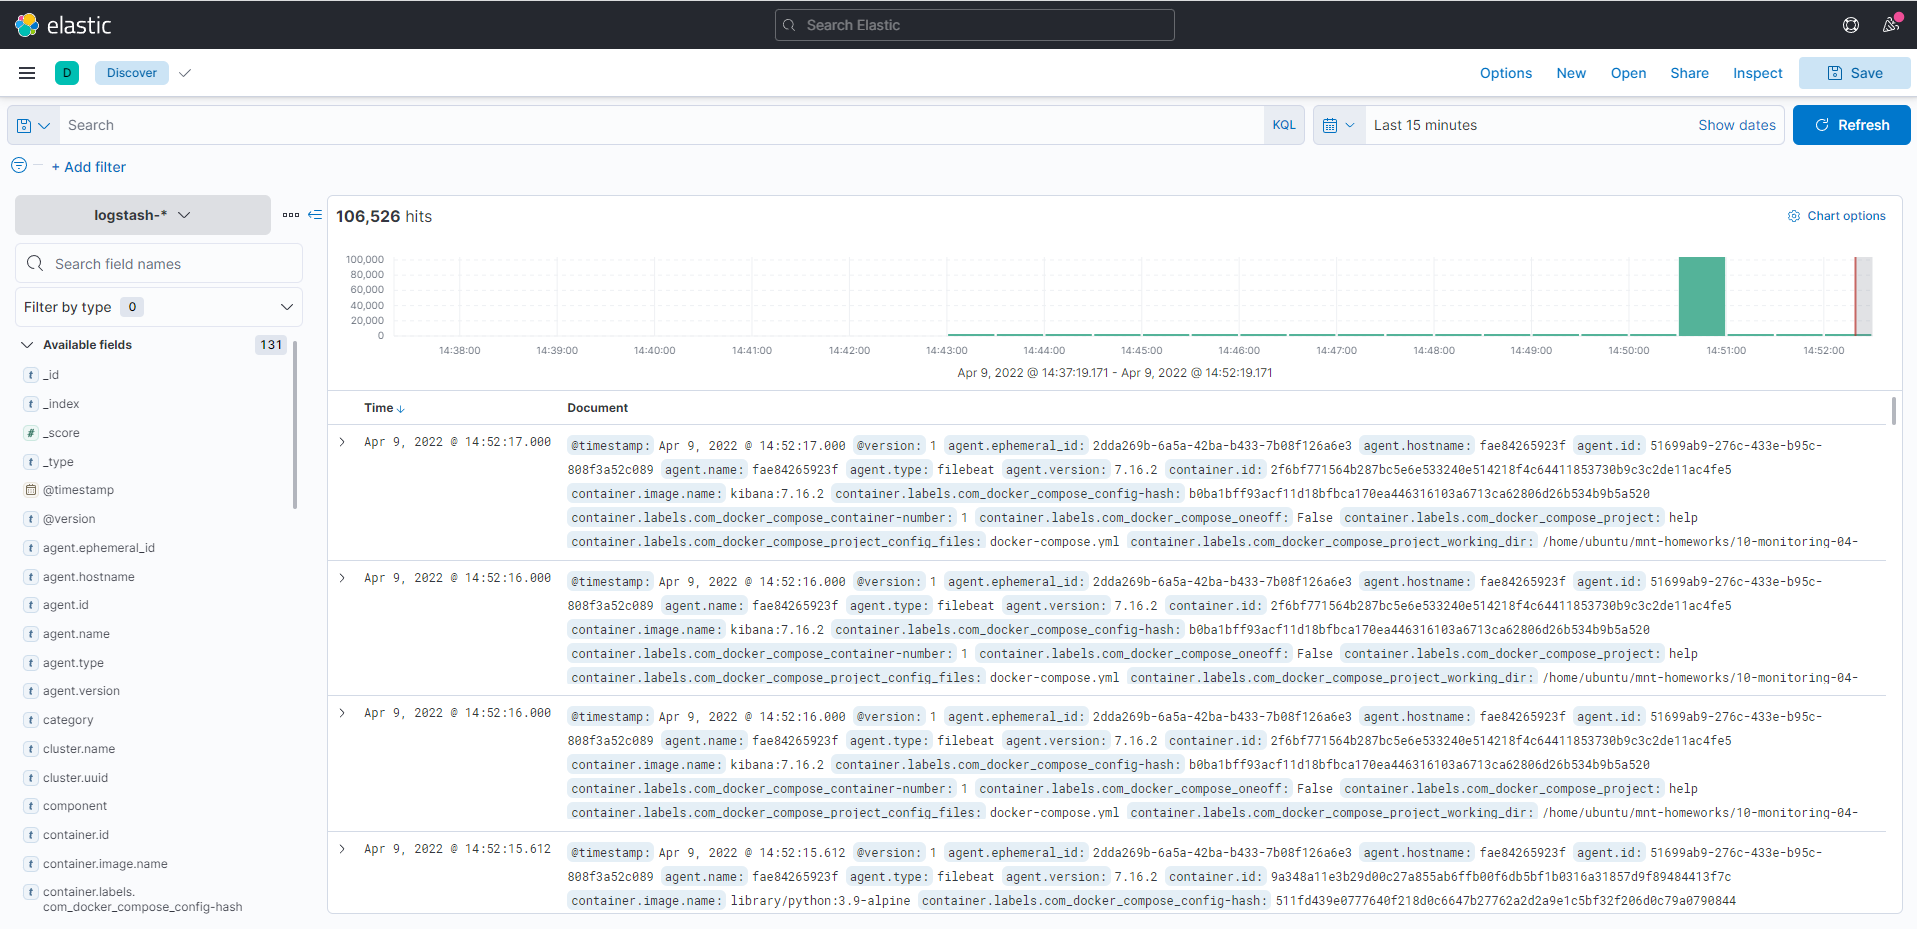 elastic
Search Elastic
D
Discover
Options New Open Share Inspect Save
Search
KQL
Last 15 minutes
Show dates
Refresh
+ Add filter
logstash-*
Search field names
Filter by type 0
Available fields 131
t _id
t _index
# _score
t _type
@timestamp
t @version
t agent.ephemeral_id
t agent.hostname
t agent.id
t agent.name
t agent.type
t agent.version
t category
t cluster.name
t cluster.uuid
t component
t container.id
t container.image.name
t container.labels.
com_docker_compose_config-hash
106,526 hits
Chart options
100,000
80,000
60,000
40,000
20,000
0
14:38:00 14:39:00 14:40:00 14:41:00 14:42:00 14:43:00 14:44:00 14:45:00 14:46:00 14:47:00 14:48:00 14:49:00 14:50:00 14:51:00 14:52:00
Apr 9, 2022 @ 14:37:19.171 - Apr 9, 2022 @ 14:52:19.171
Time Document
Apr 9, 2022 @ 14:52:17.000 @timestamp: Apr 9, 2022 @ 14:52:17.000 @version: 1 agent.ephemeral_id: 2dda269b-6a5a-42ba-b433-7b08f126a6e3 agent.hostname: fae84265923f agent.id: 51699ab9-276c-433e-b95c-
808f3a52c089 agent.name: fae84265923f agent.type: filebeat agent.version: 7.16.2 container.id: 2f6bf771564b287bc5e6e533240e514218f4c64411853730b9c3c2de11ac4fe5
container.image.name: kibana:7.16.2 container.labels.com_docker_compose_config-hash: b0ba1bff93acf11d18bfbca170ea446316103a6713ca62806d26b534b9b5a520
container.labels.com_docker_compose_container-number: 1 container.labels.com_docker_compose_oneoff: False container.labels.com_docker_compose_project: help
container.labels.com_docker_compose_project_config_files: docker-compose.yml container.labels.com_docker_compose_project_working_dir: /home/ubuntu/mnt-homeworks/10-monitoring-04-
Apr 9, 2022 @ 14:52:16.000 @timestamp: Apr 9, 2022 @ 14:52:16.000 @version: 1 agent.ephemeral_id: 2dda269b-6a5a-42ba-b433-7b08f126a6e3 agent.hostname: fae84265923f agent.id: 51699ab9-276c-433e-b95c-
808f3a52c089 agent.name: fae84265923f agent.type: filebeat agent.version: 7.16.2 container.id: 2f6bf771564b287bc5e6e533240e514218f4c64411853730b9c3c2de11ac4fe5
container.image.name: kibana:7.16.2 container.labels.com_docker_compose_config-hash: b0ba1bff93acf11d18bfbca170ea446316103a6713ca62806d26b534b9b5a520
container.labels.com_docker_compose_container-number: 1 container.labels.com_docker_compose_oneoff: False container.labels.com_docker_compose_project: help
container.labels.com_docker_compose_project_config_files: docker-compose.yml container.labels.com_docker_compose_project_working_dir: /home/ubuntu/mnt-homeworks/10-monitoring-04-
Apr 9, 2022 @ 14:52:16.000 @timestamp: Apr 9, 2022 @ 14:52:16.000 @version: 1 agent.ephemeral_id: 2dda269b-6a5a-42ba-b433-7b08f126a6e3 agent.hostname: fae84265923f agent.id: 51699ab9-276c-433e-b95c-
808f3a52c089 agent.name: fae84265923f agent.type: filebeat agent.version: 7.16.2 container.id: 2f6bf771564b287bc5e6e533240e514218f4c64411853730b9c3c2de11ac4fe5
container.image.name: kibana:7.16.2 container.labels.com_docker_compose_config-hash: b0ba1bff93acf11d18bfbca170ea446316103a6713ca62806d26b534b9b5a520
container.labels.com_docker_compose_container-number: 1 container.labels.com_docker_compose_oneoff: False container.labels.com_docker_compose_project: help
container.labels.com_docker_compose_project_config_files: docker-compose.yml container.labels.com_docker_compose_project_working_dir: /home/ubuntu/mnt-homeworks/10-monitoring-04-
Apr 9, 2022 @ 14:52:15.612 @timestamp: Apr 9, 2022 @ 14:52:15.612 @version: 1 agent.ephemeral_id: 2dda269b-6a5a-42ba-b433-7b08f126a6e3 agent.hostname: fae84265923f agent.id: 51699ab9-276c-433e-b95c-
808f3a52c089 agent.name: fae84265923f agent.type: filebeat agent.version: 7.16.2 container.id: 9a348a11e3b29d00c27a855ab6ffb00f6db5bf1b0316a31857d9f89484413f7c
container.image.name: library/python:3.9-alpine container.labels.com_docker_compose_config-hash: 511fd439e0777640f218d0c6647b27762a2d2a9e1c5bf32f206d0c79a0790844